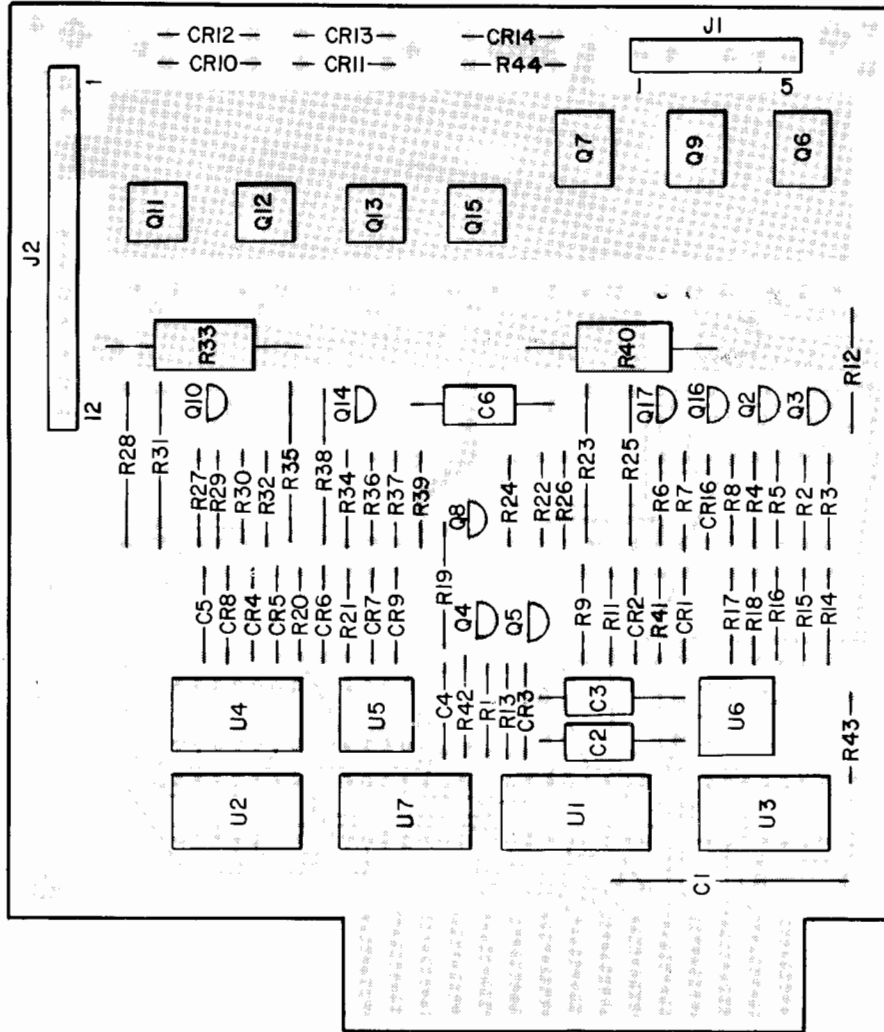 CR12 CR13 CR14 J1
CR10 CR11 R44
1 1 5
J2
Q7 Q9 Q6
Q11 Q12 Q13 Q15
R33 R40 R12
12 Q10 Q14 C6 Q17 Q16 Q2 Q3
R28 R31 R35 R38 R23 R25
R27 R29 R30 R32 R34 R36 R37 R39 R24 R22 R26 R6 R7 CR16 R8 R4 R5 R2 R3
Q8
R19
C5 CR8 CR4 CR5 R20 CR6 R21 CR7 CR9 Q4 Q5 R9 R11 CR2 R41 CR1 R17 R18 R16 R15 R14
U4 U5 C4 R42 R1 R13 CR3 C3 U6
C2 R43
U2 U7 U1 U3
C1